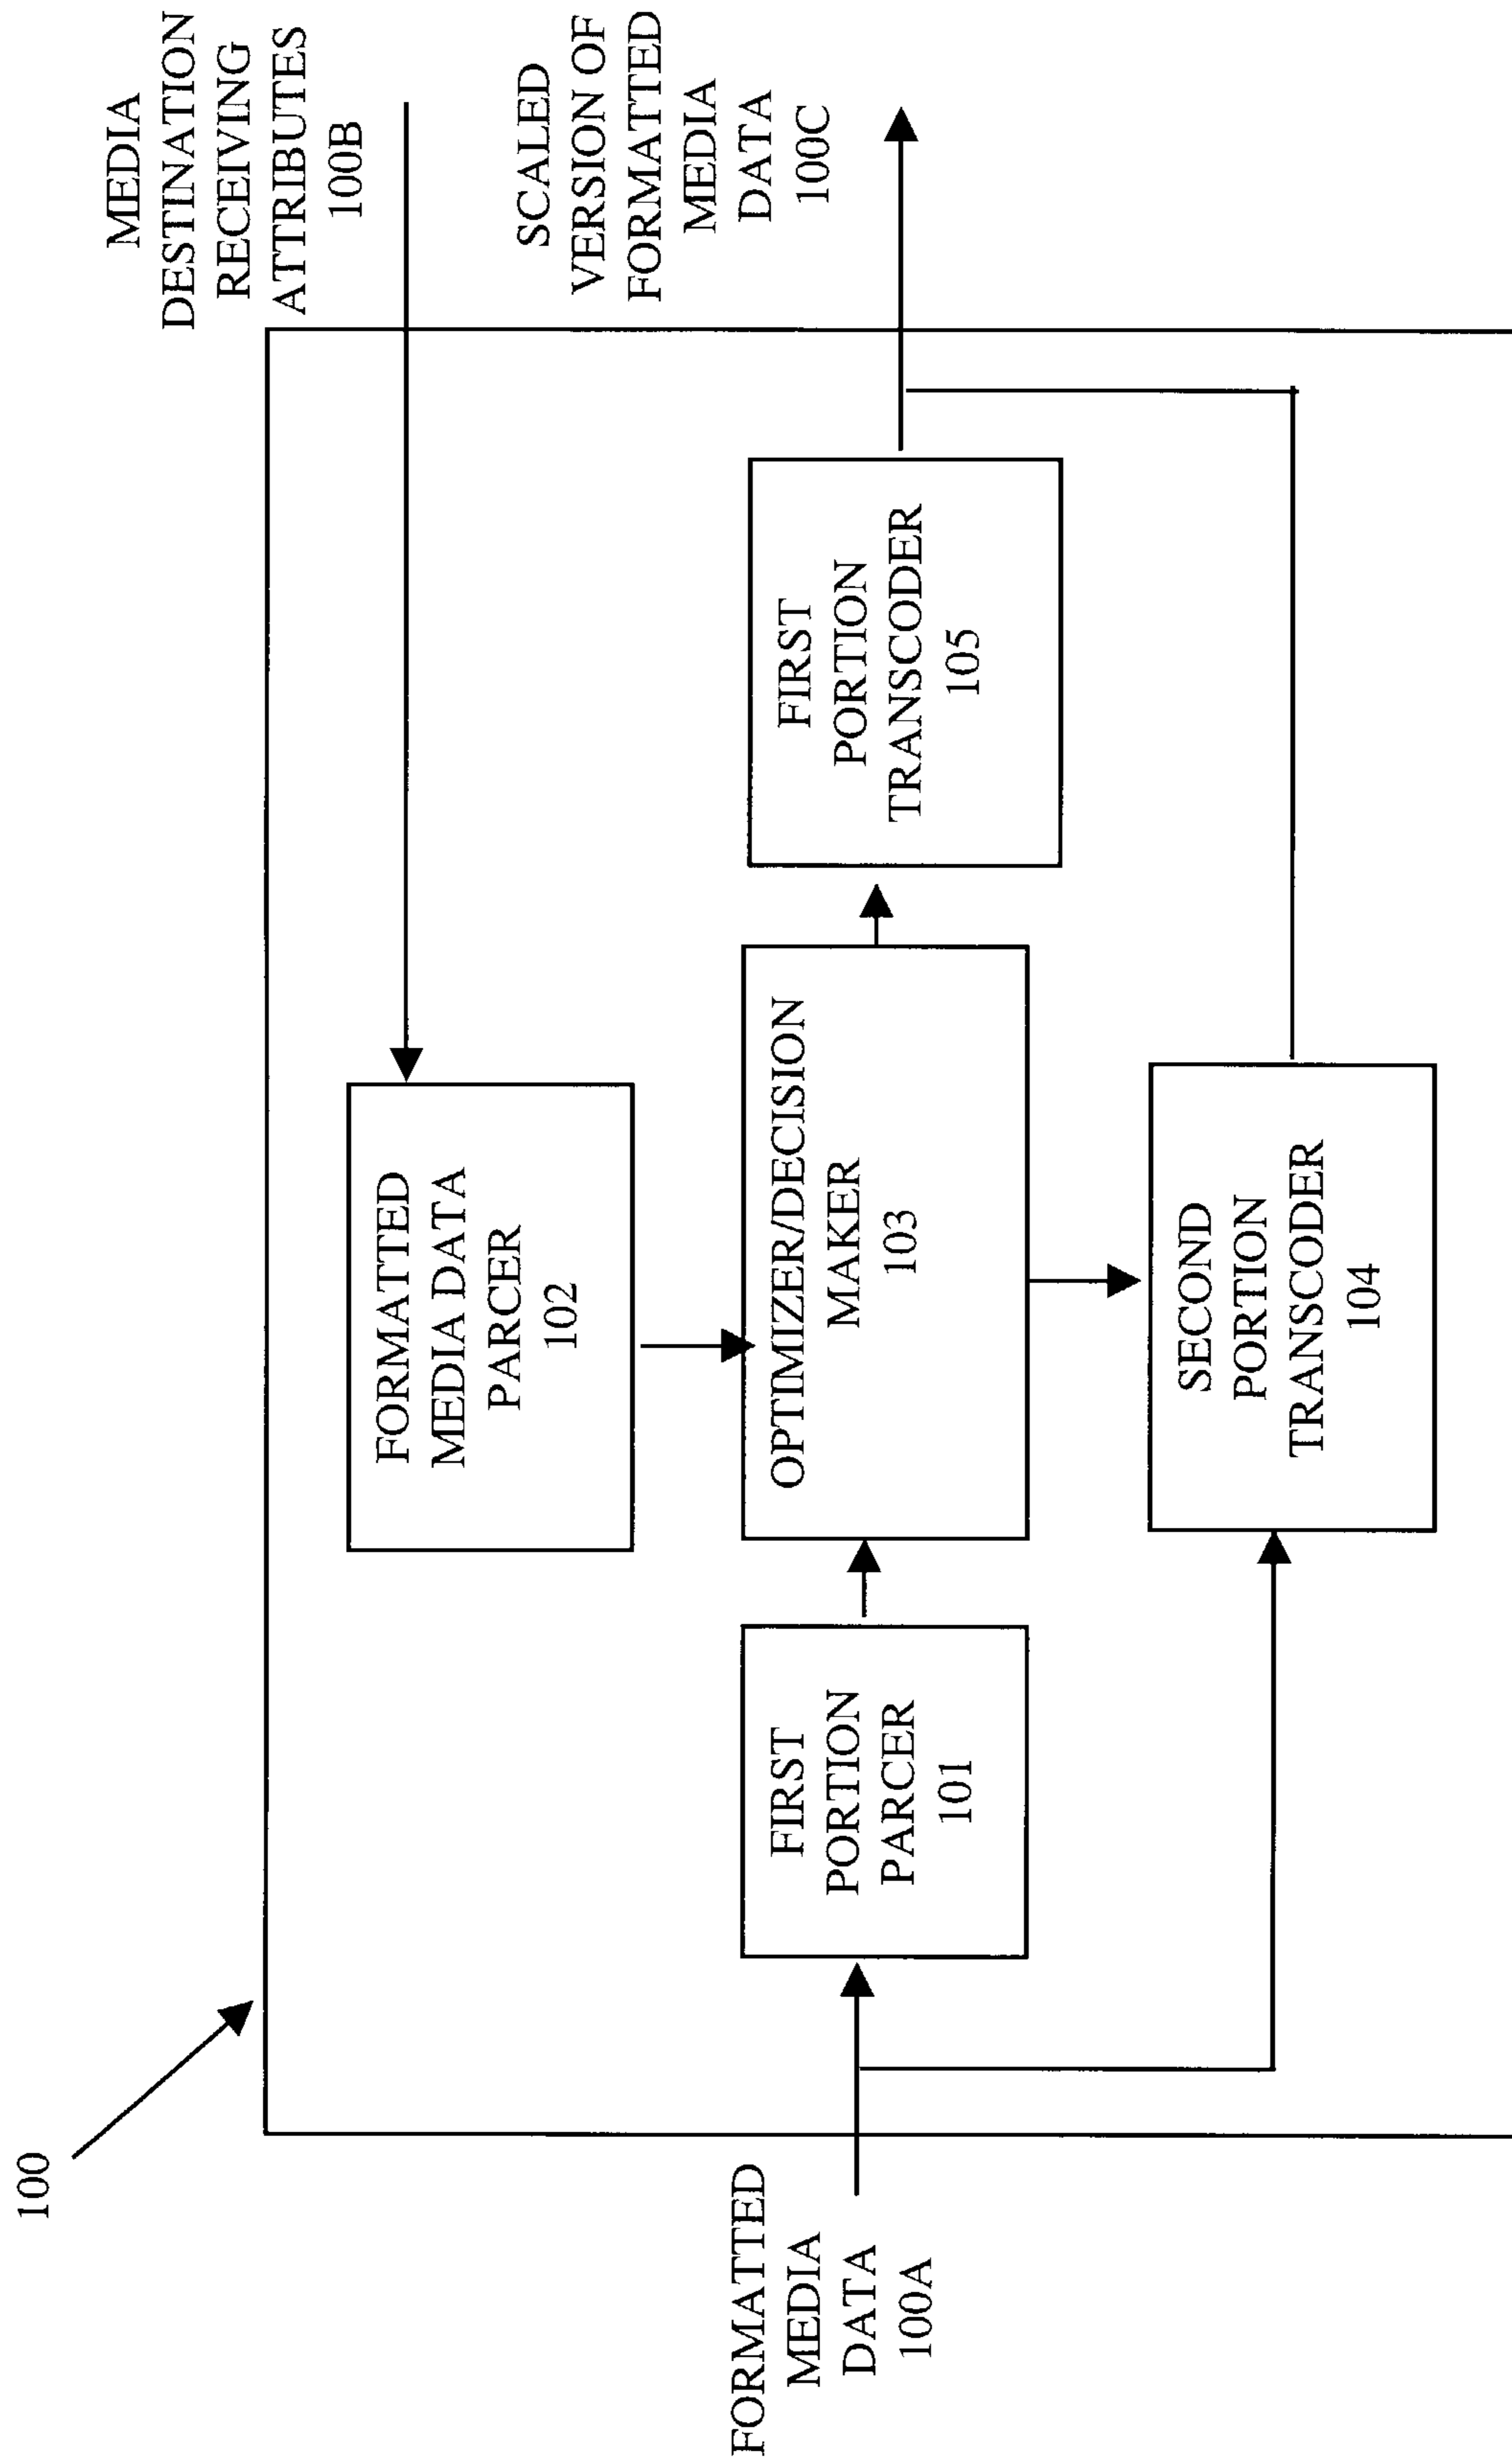 100
MEDIA
DESTINATION
RECEIVING
ATTRIBUTES
100B
SCALED
VERSION OF
FORMATTED
MEDIA
DATA
100C
FORMATTED
MEDIA DATA
PARCER
102
FORMATTED
MEDIA
DATA
100A
FIRST
PORTION
PARCER
101
OPTIMIZER/DECISION
MAKER
103
FIRST
PORTION
TRANSCODER
105
SECOND
PORTION
TRANSCODER
104